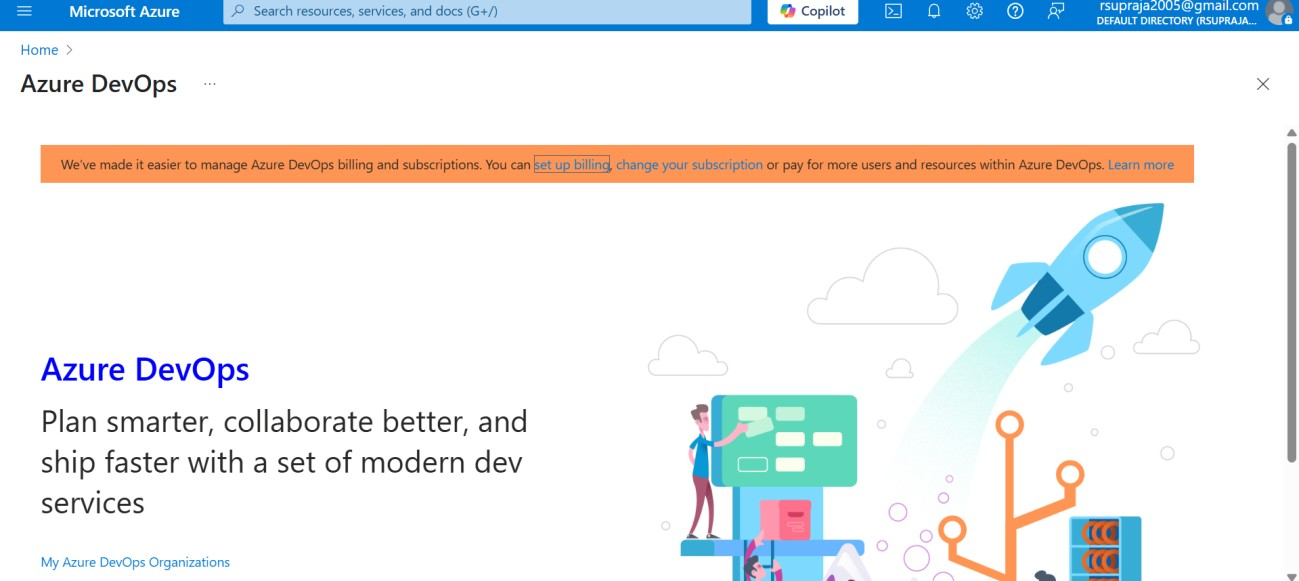 Microsoft Azure
Search resources, services, and docs (G+/)
Copilot
rsupraja2005@gmail.com
DEFAULT DIRECTORY (RSUPRAJA...
Home
Azure DevOps
...
We've made it easier to manage Azure DevOps billing and subscriptions. You can set up billing, change your subscription or pay for more users and resources within Azure DevOps. Learn more
Azure DevOps
Plan smarter, collaborate better, and
ship faster with a set of modern dev
services
My Azure DevOps Organizations